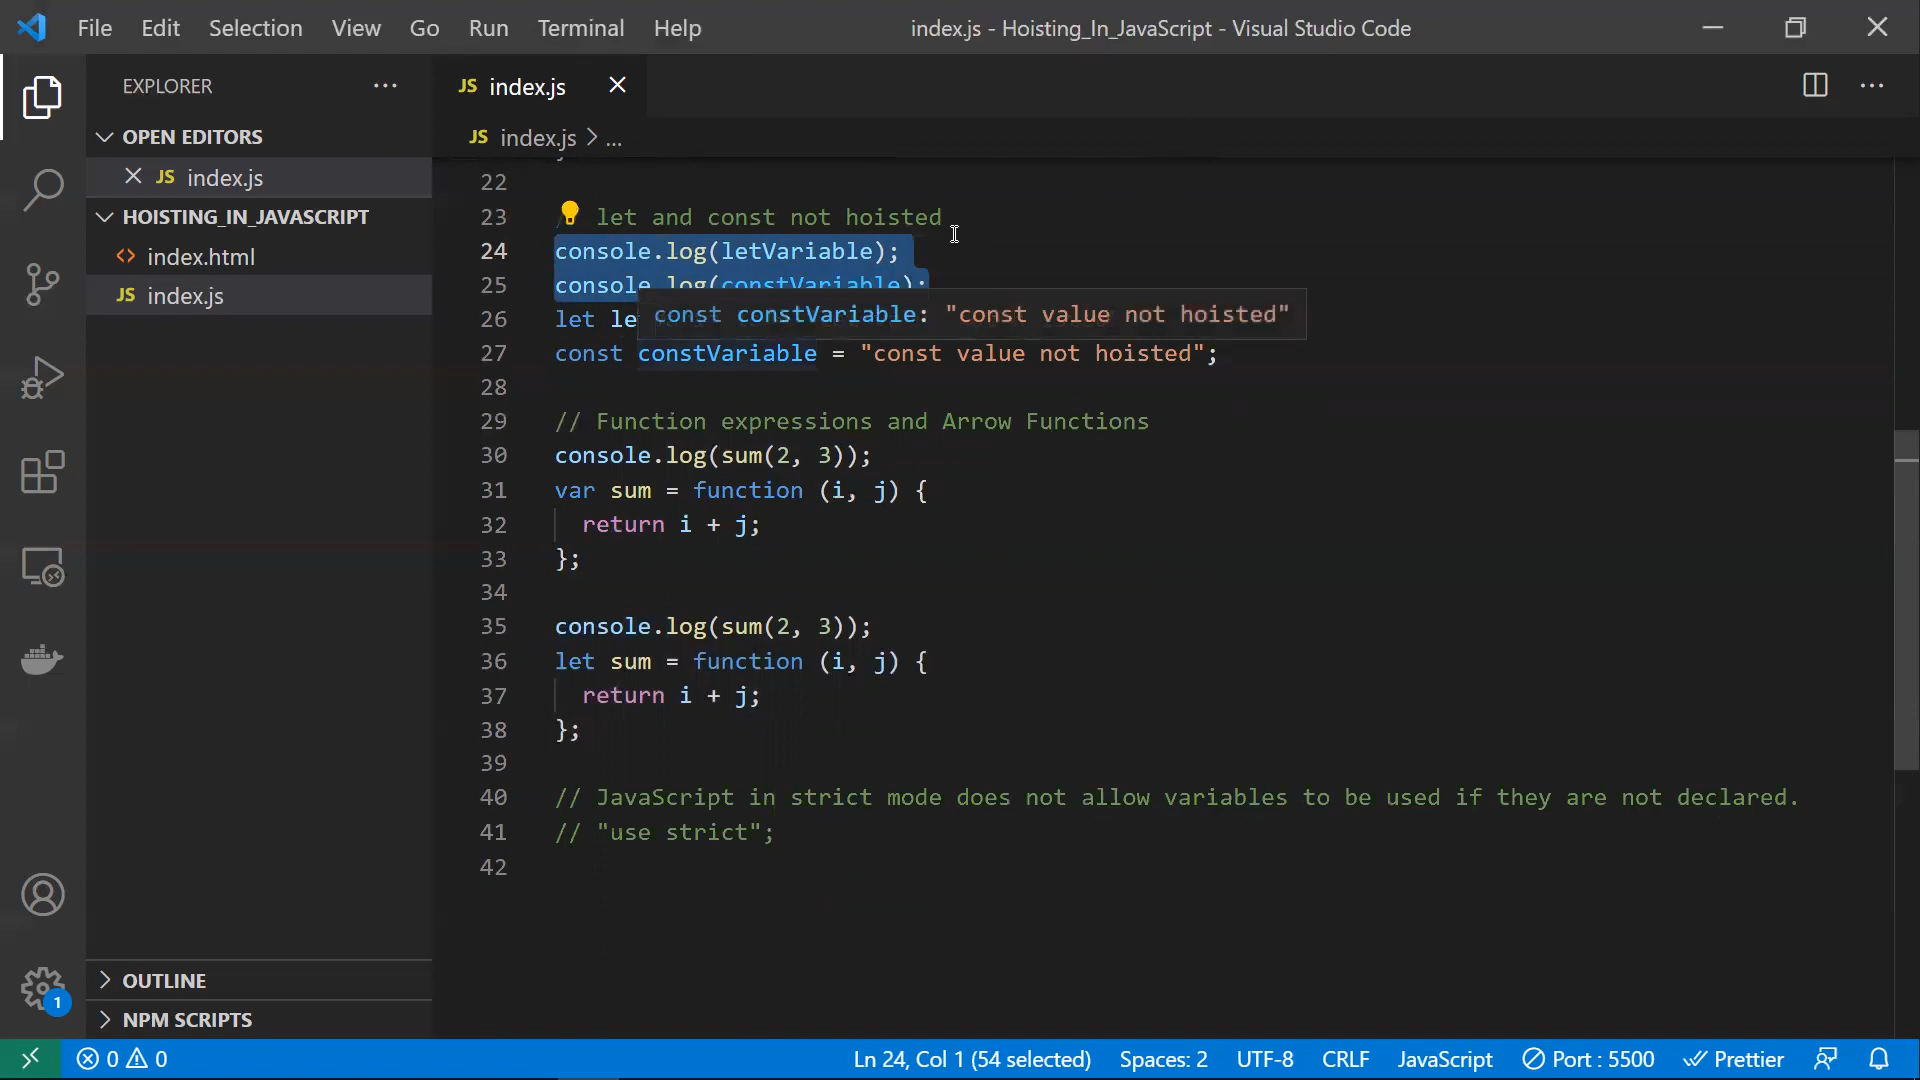 File Edit Selection View Go Run Terminal Help
index.js - Hoisting_In_JavaScript - Visual Studio Code
EXPLORER
OPEN EDITORS
JS index.js
HOISTING_IN_JAVASCRIPT
<> index.html
JS index.js
OUTLINE
NPM SCRIPTS
JS index.js
JS index.js > ...
22
23 let and const not hoisted
24 console.log(letVariable);
25 console.log(constVariable);
26 let le
const constVariable: "const value not hoisted"
27 const constVariable = "const value not hoisted";
28
29 // Function expressions and Arrow Functions
30 console.log(sum(2, 3));
31 var sum = function (i, j) {
32 return i + j;
33 };
34
35 console.log(sum(2, 3));
36 let sum = function (i, j) {
37 return i + j;
38 };
39
40 // JavaScript in strict mode does not allow variables to be used if they are not declared.
41 // "use strict";
42
1
0 0 Ln 24, Col 1 (54 selected) Spaces: 2 UTF-8 CRLF JavaScript Port : 5500 Prettier